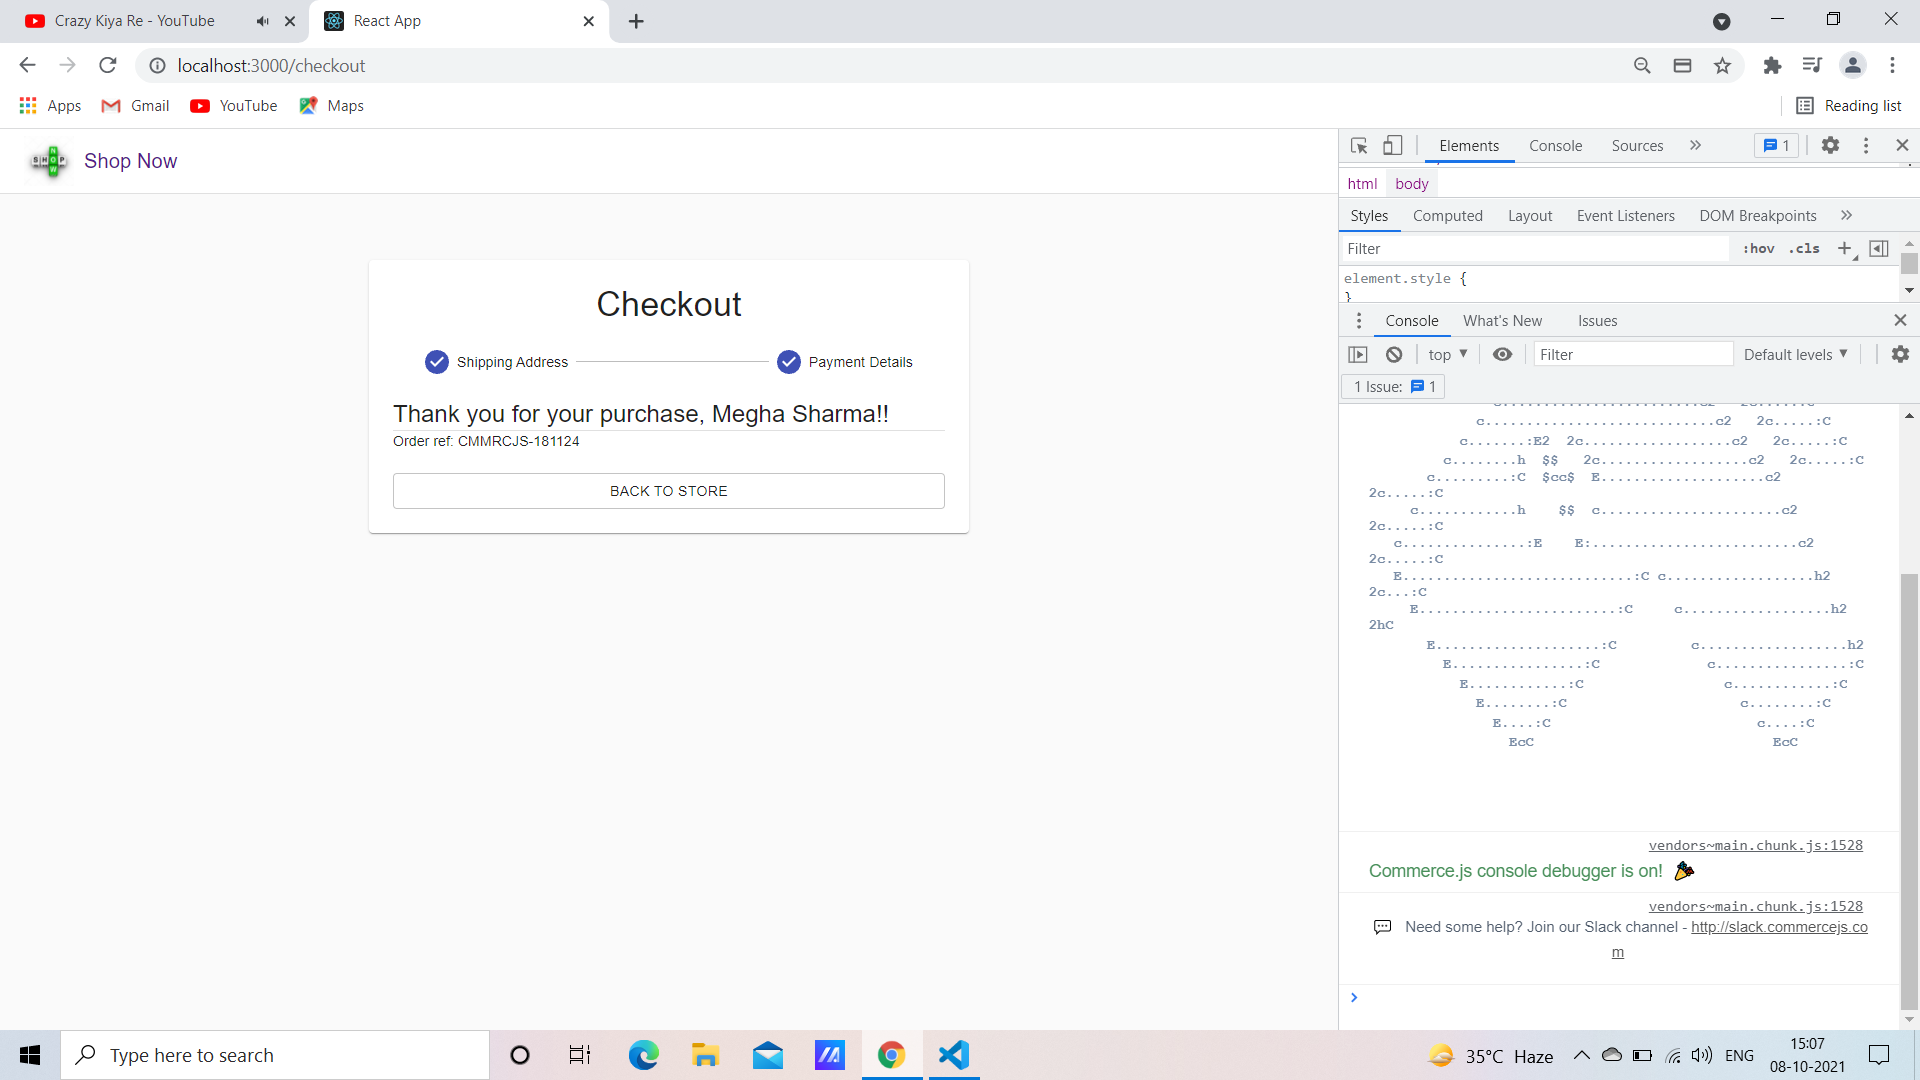 Crazy Kiya Re - YouTube
React App
localhost:3000/checkout
Apps
Gmail
YouTube
Maps
Reading list
SHOP
NOW
Shop Now
Checkout
Shipping Address
Payment Details
Thank you for your purchase, Megha Sharma!!
Order ref: CMMRCJS-181124
BACK TO STORE
Elements
Console
Sources
1
html
body
Styles
Computed
Layout
Event Listeners
DOM Breakpoints
Filter
:hov
.cls
element.style {
}
Console
What's New
Issues
top
Filter
Default levels
1 Issue:
1
c............................c2   2c.....:C
c.......:E2  2c..................c2   2c.....:C
c........h  $$   2c..................c2   2c.....:C
c.........:C  $cc$  E....................c2
2c.....:C
c............h    $$  c......................c2
2c.....:C
c...............:E    E:.........................c2
2c.....:C
E............................:C c..................h2
2c...:C
E........................:C     c..................h2
2hC
E....................:C         c..................h2
E................:C             c................:C
E............:C                 c............:C
E........:C                     c........:C
E....:C                         c....:C
EcC                             EcC
vendors~main.chunk.js:1528
Commerce.js console debugger is on!
vendors~main.chunk.js:1528
Need some help? Join our Slack channel - http://slack.commercejs.co
m
Type here to search
35°C Haze
ENG
15:07
08-10-2021